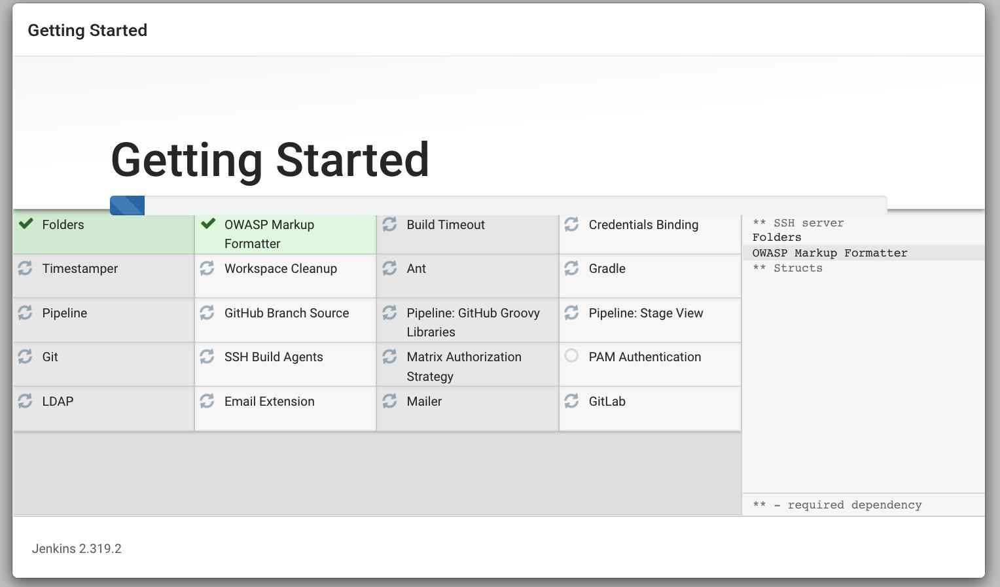 Getting Started
Getting Started
Folders
OWASP Markup
Formatter
Build Timeout
Credentials Binding
** SSH server
Folders
OWASP Markup Formatter
** Structs
Timestamper
Workspace Cleanup
Ant
Gradle
Pipeline
GitHub Branch Source
Pipeline: GitHub Groovy
Libraries
Pipeline: Stage View
Git
SSH Build Agents
Matrix Authorization
Strategy
PAM Authentication
LDAP
Email Extension
Mailer
GitLab
** - required dependency
Jenkins 2.319.2